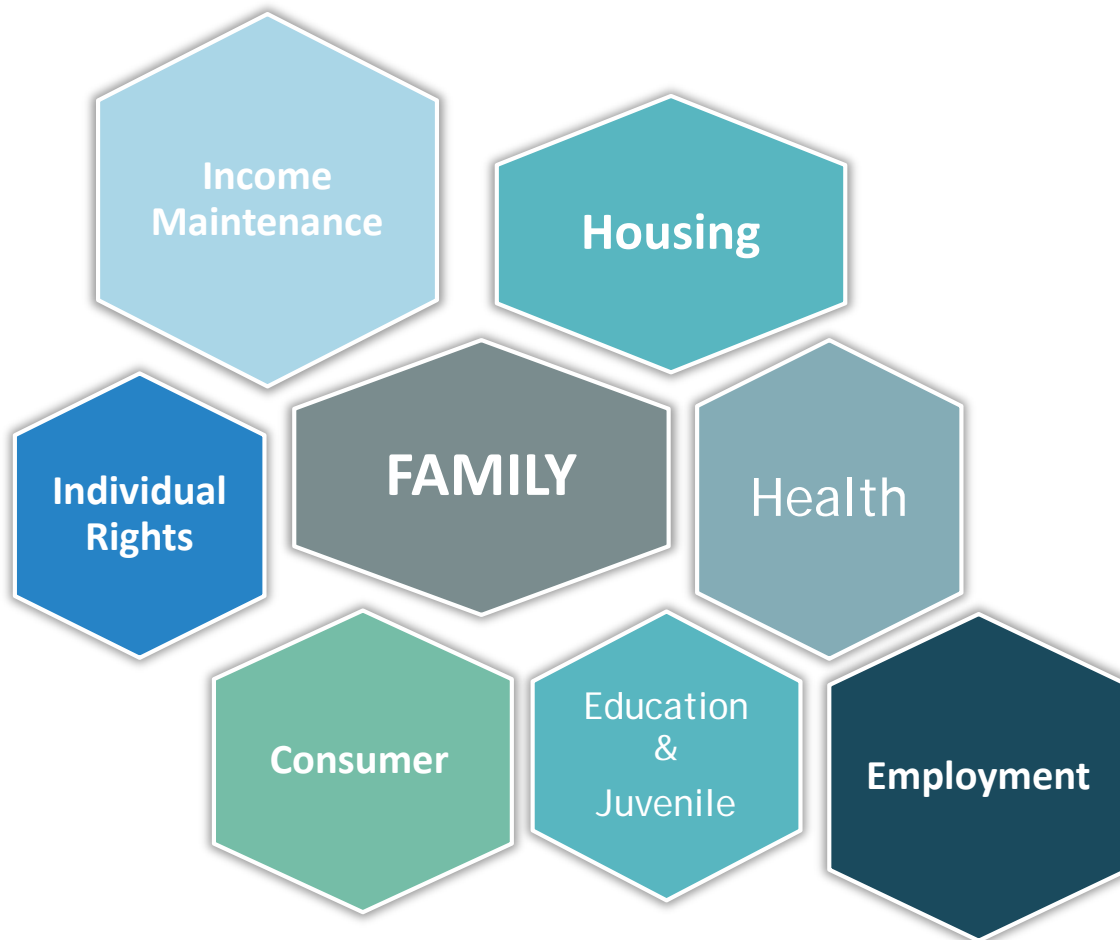 Income
Maintenance
Housing
Individual
Rights
FAMILY
Health
Consumer
Education
&
Juvenile
Employment